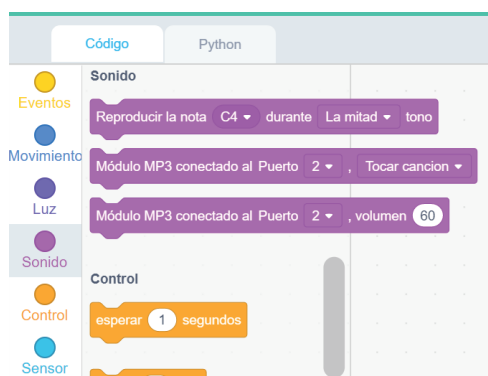 Código Python
Sonido
Eventos
Reproducir la nota C4 durante La mitad tono
Movimiento
Módulo MP3 conectado al Puerto 2 , Tocar cancion
Luz
Módulo MP3 conectado al Puerto 2 , volumen 60
Sonido
Control
Control
esperar 1 segundos
Sensor